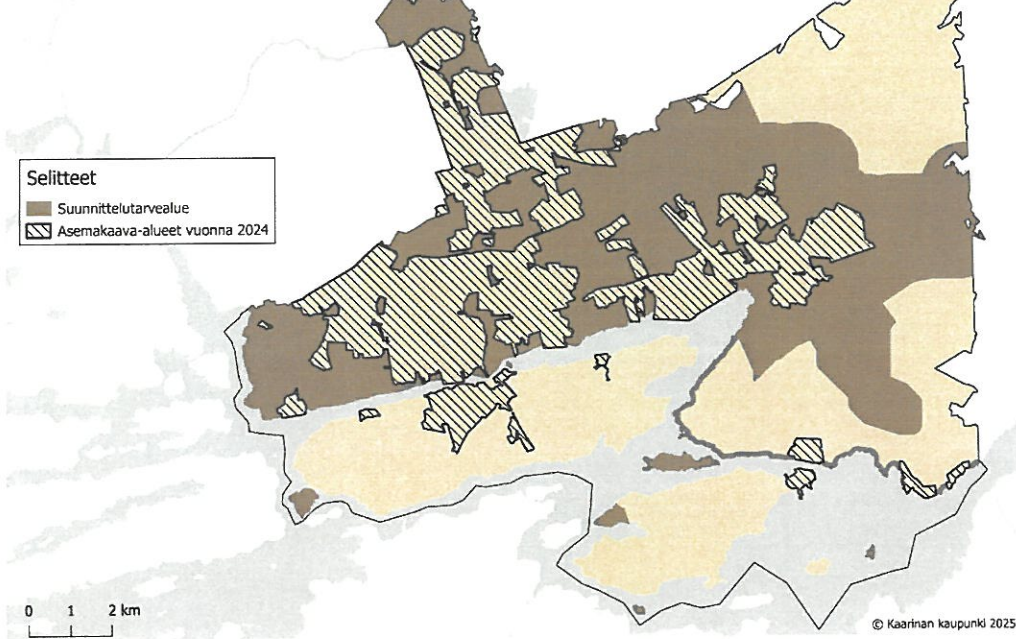 Selitteet
Suunnittelutarvealue
Asemakaava-alueet vuonna 2024
0 1 2 km
© Kaarinan kaupunki 2025